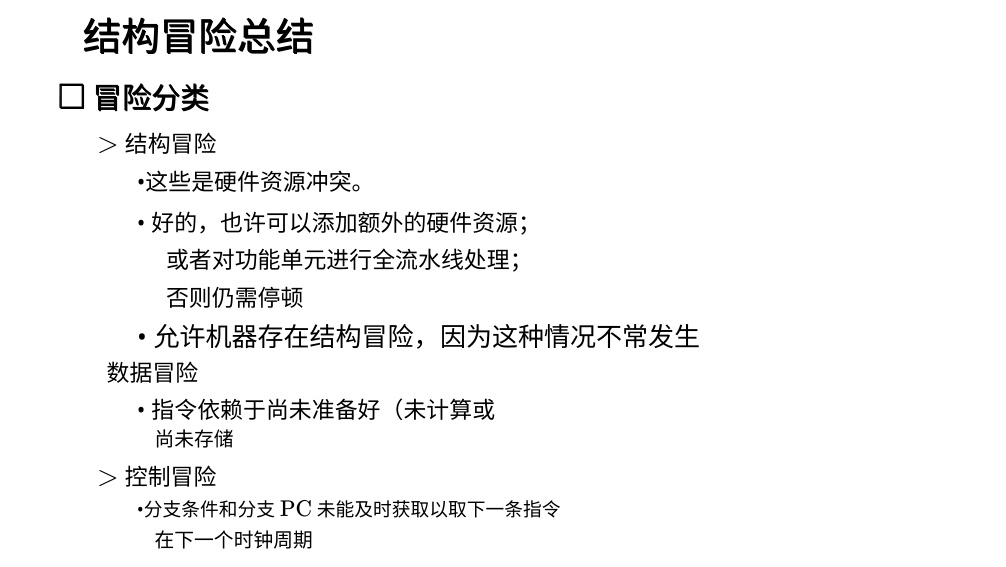 结构冒险总结
☐ 冒险分类
> 结构冒险
•这些是硬件资源冲突。
• 好的，也许可以添加额外的硬件资源；
或者对功能单元进行全流水线处理；
否则仍需停顿
• 允许机器存在结构冒险，因为这种情况不常发生
数据冒险
• 指令依赖于尚未准备好（未计算或
尚未存储
> 控制冒险
•分支条件和分支 PC 未能及时获取以取下一条指令
在下一个时钟周期